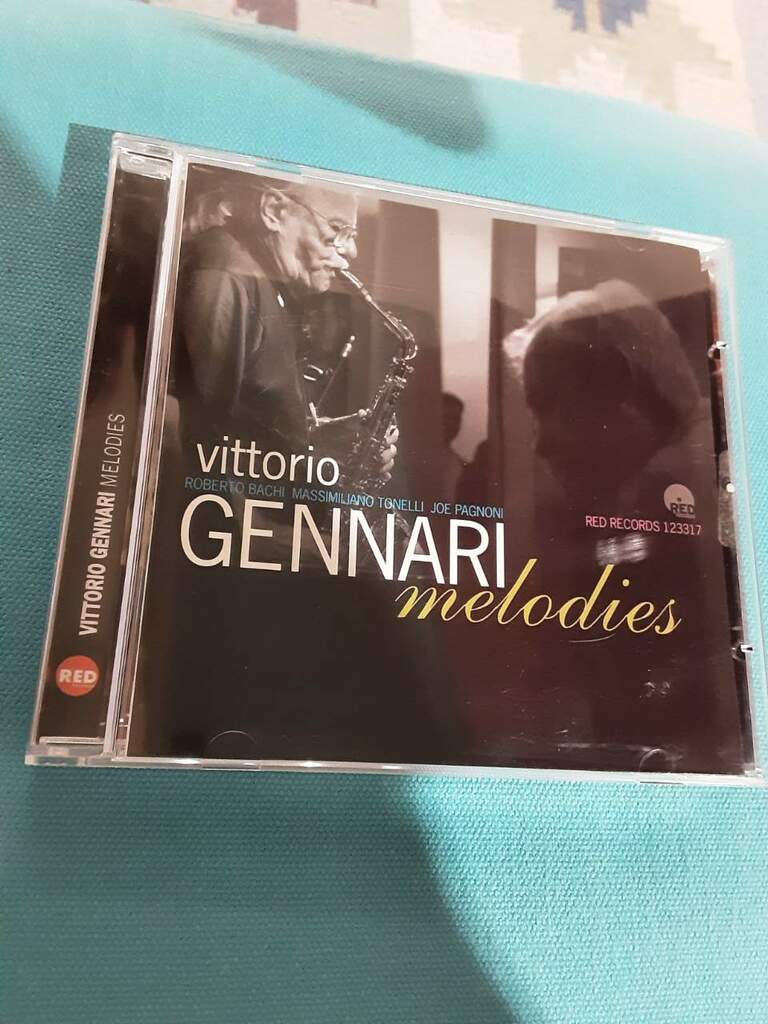 vittorio
ROBERTO BACHI MASSIMILIANO TONELLI JOE PAGNONI
GENNARI
melodies
RED
RED RECORDS 123317
VITTORIO GENNARI MELODIES
RED